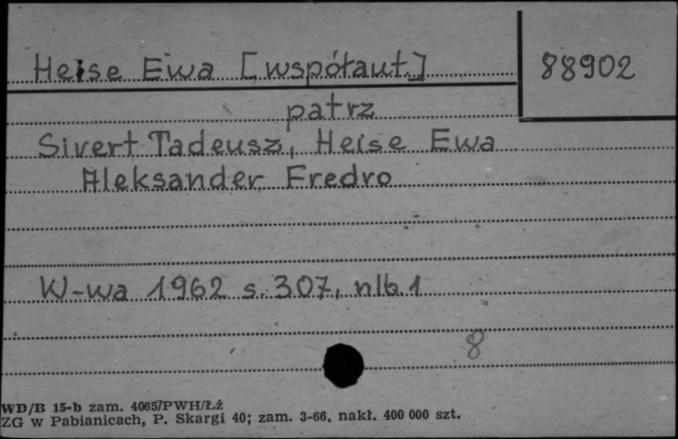 Heise Ewa [współaut.]
88902
patrz
Sivert Tadeusz, Heise Ewa
Aleksander Fredro
W-wa 1962 s. 307, nlb. 1
8
WD/B 15-b zam. 4065/PWH/Łź
ZG w Pabianicach, P. Skargi 40; zam. 3-66, nakł. 400 000 szt.